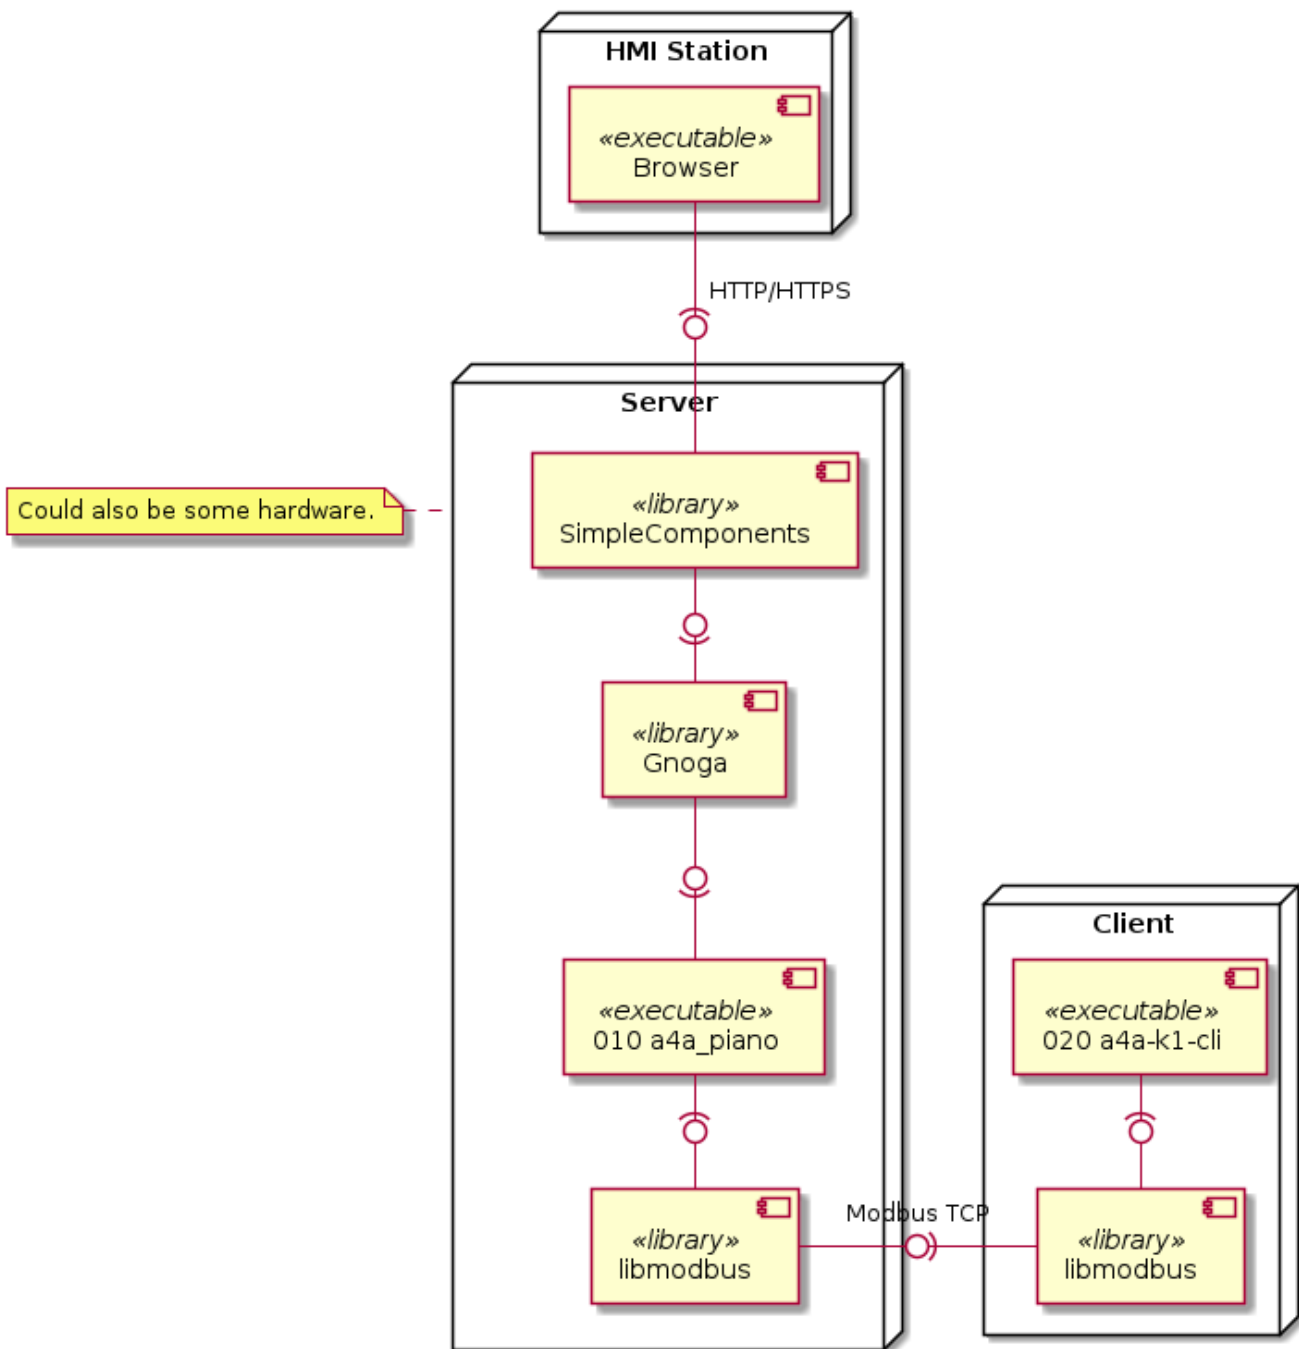 HMI Station
«executable»
Browser
HTTP/HTTPS
Server
«library»
SimpleComponents
Could also be some hardware.
«library»
Gnoga
Client
«executable»
010 a4a_piano
«executable»
020 a4a-k1-cli
Modbus TCP
«library»
libmodbus
«library»
libmodbus